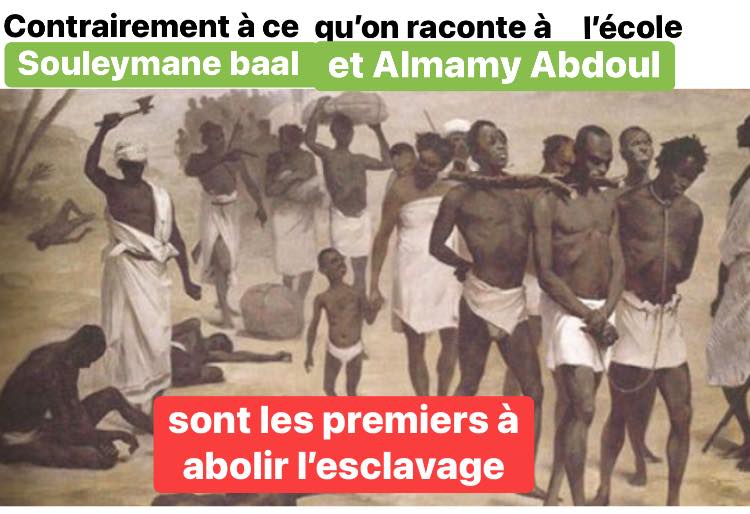 Contrairement à ce qu’on raconte à l’école
Souleymane baal et Almamy Abdoul
sont les premiers à
abolir l’esclavage